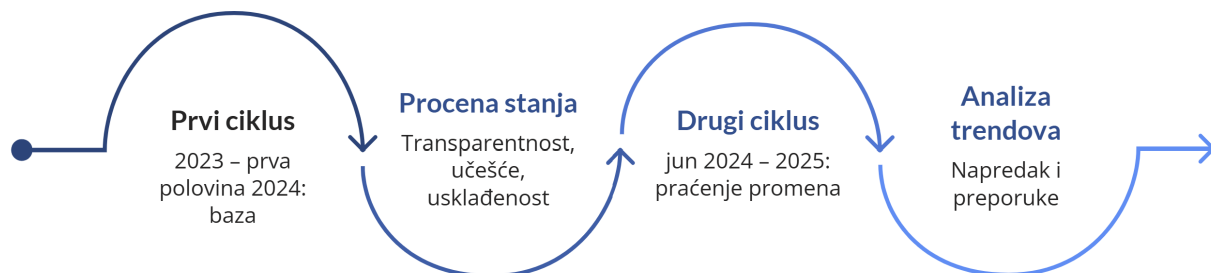 Prvi ciklus
2023 – prva
polovina 2024:
baza
Procena stanja
Transparentnost,
učešće,
usklađenost
Drugi ciklus
jun 2024 – 2025:
praćenje promena
Analiza
trendova
Napredak i
preporuke